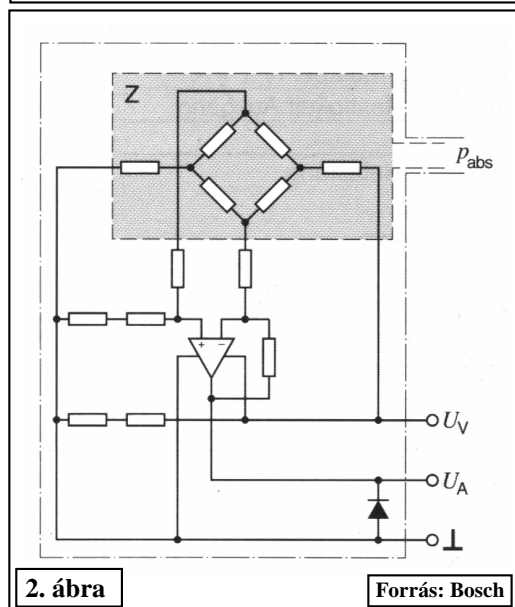 Z
p_abs
+ −
U_V
U_A
⊥
2. ábra
Forrás: Bosch